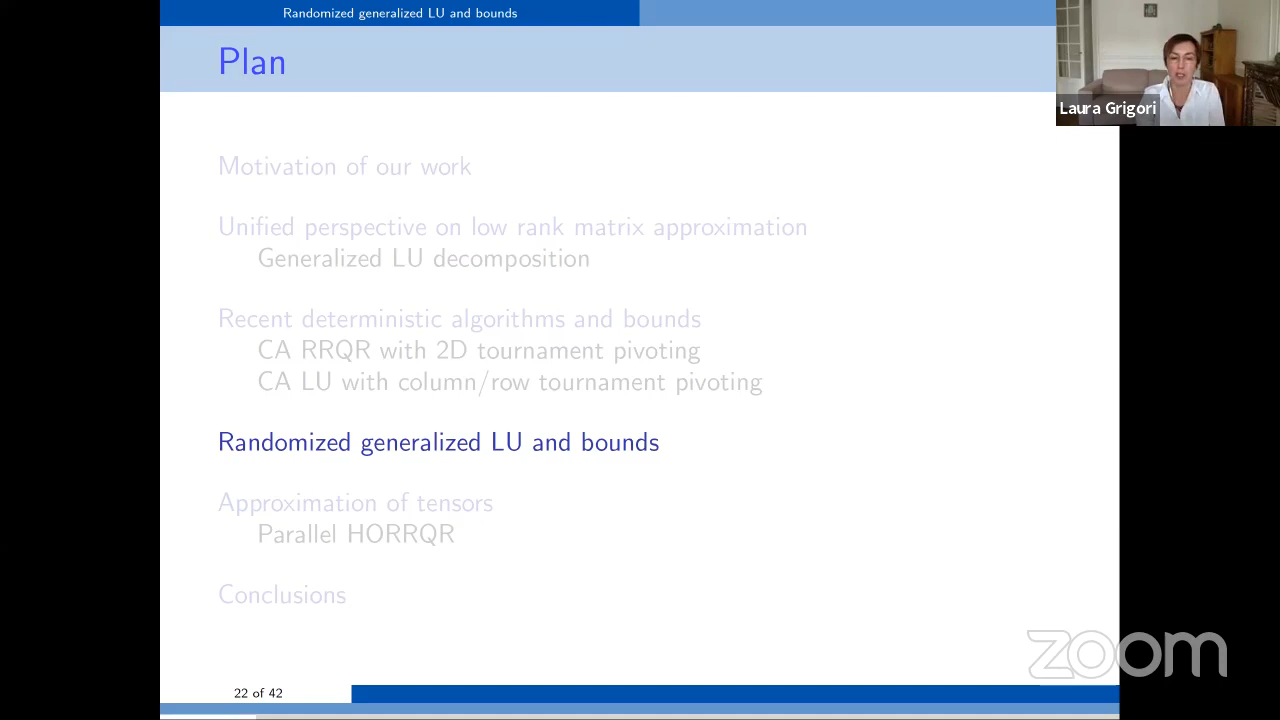 Randomized generalized LU and bounds
Plan
Laura Grigori
Motivation of our work
Unified perspective on low rank matrix approximation
Generalized LU decomposition
Recent deterministic algorithms and bounds
CA RRQR with 2D tournament pivoting
CA LU with column/row tournament pivoting
Randomized generalized LU and bounds
Approximation of tensors
Parallel HORRQR
Conclusions
zoom
22 of 42